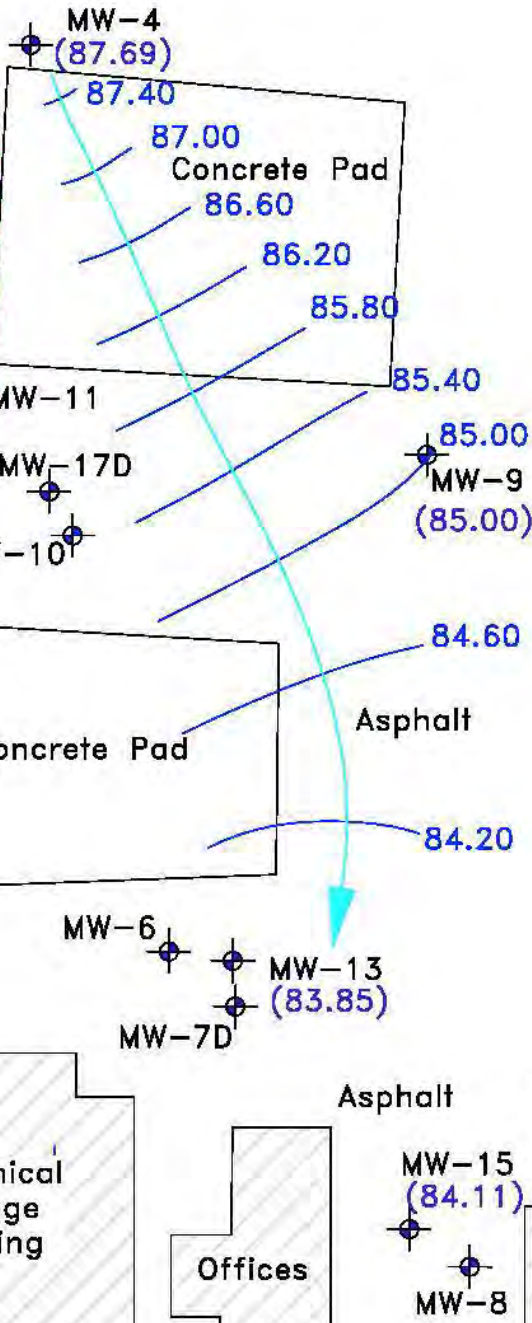 MW-4
(87.69)
87.40
87.00
Concrete Pad
86.60
86.20
85.80
85.40
MW-11
85.00
MW-17D
MW-9
(85.00)
-10
84.60
Asphalt
oncrete Pad
84.20
MW-6
MW-13
(83.85)
MW-7D
Asphalt
MW-15
(84.11)
nical
ge
ing
Offices
MW-8